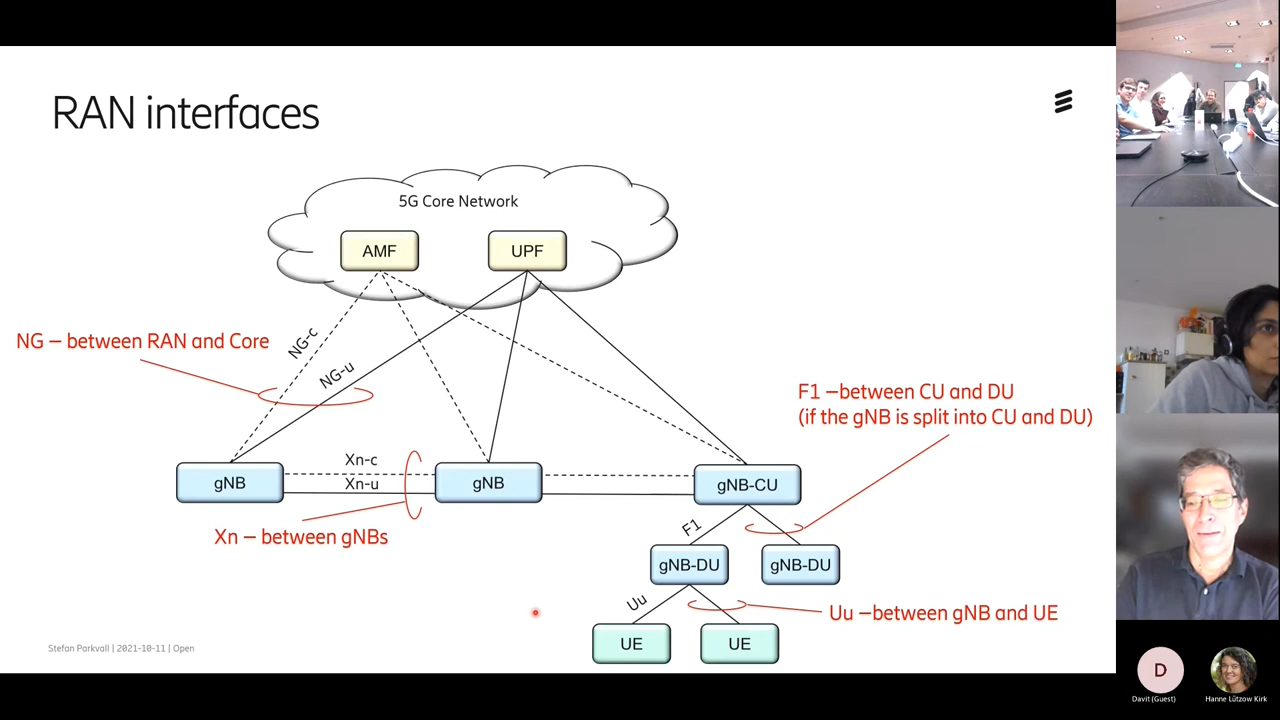 RAN interfaces
5G Core Network
AMF
UPF
NG-c
NG – between RAN and Core
NG-u
F1 –between CU and DU
(if the gNB is split into CU and DU)
Xn-c
gNB
Xn-u
gNB
gNB-CU
Xn – between gNBs
F1
gNB-DU
gNB-DU
Uu
Uu –between gNB and UE
UE
UE
Stefan Parkvall | 2021-10-11 | Open
D
Davit (Guest)
Hanne Lützow Kirk